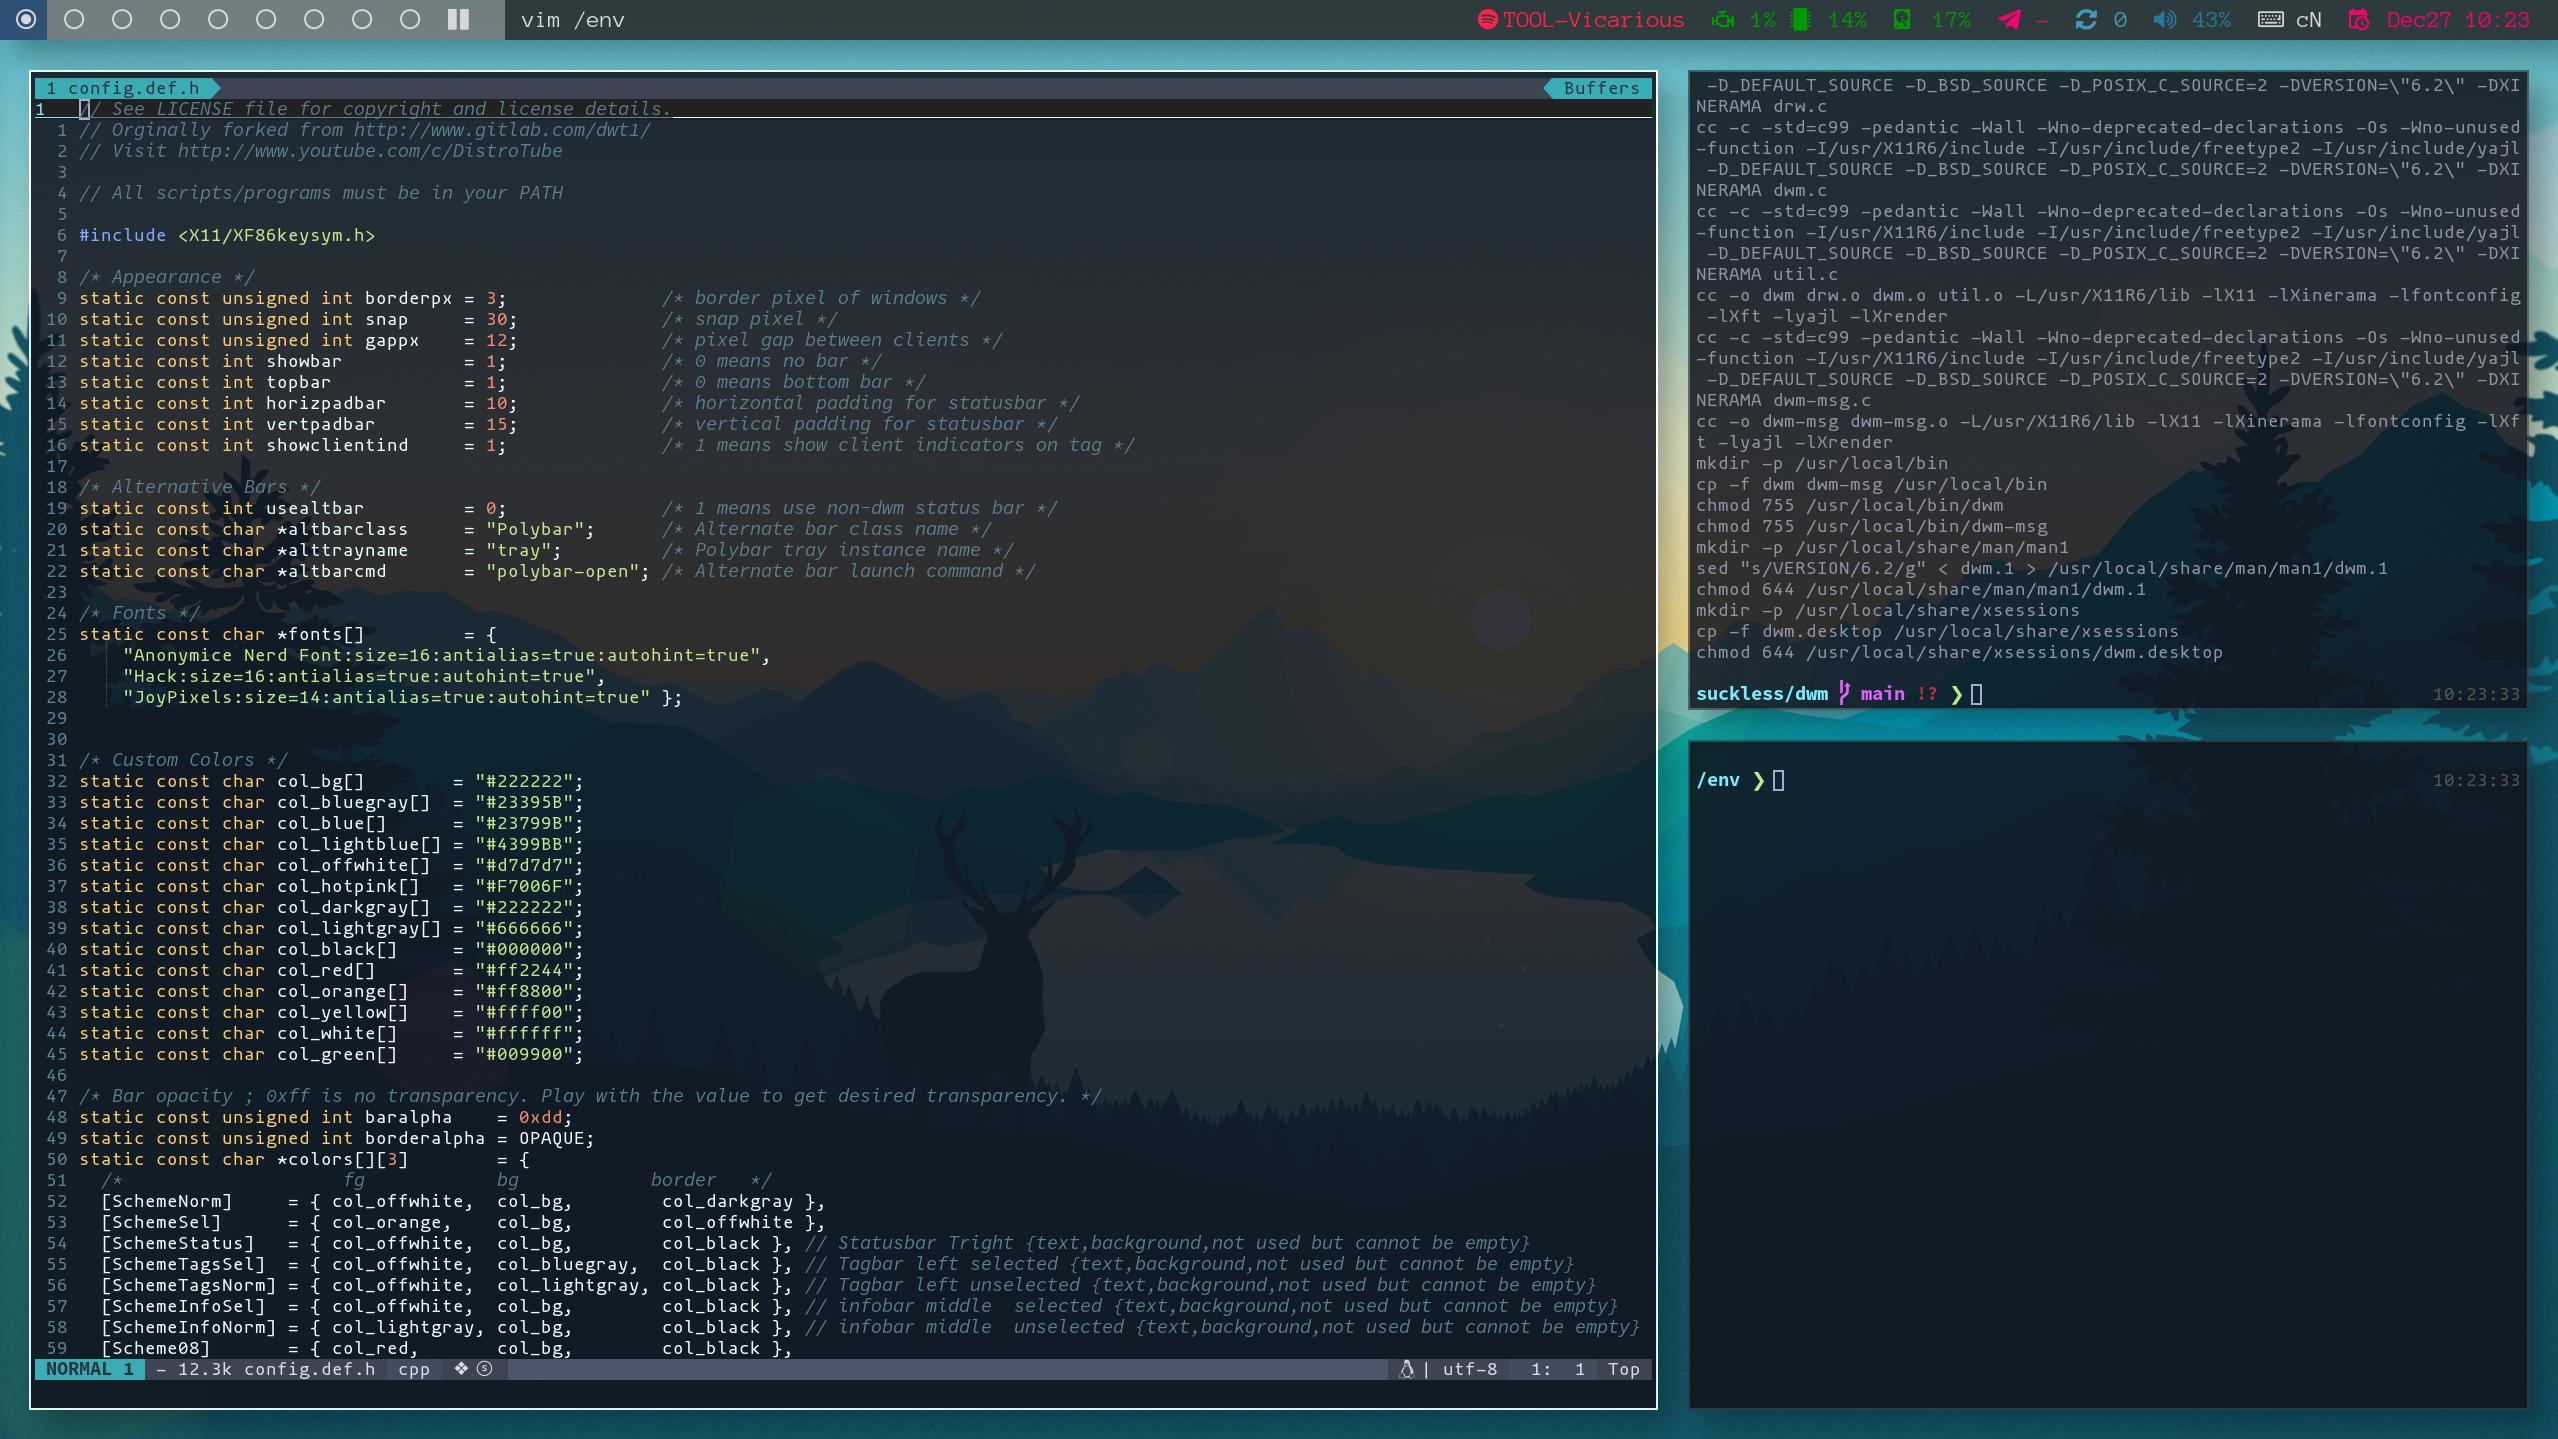 vim /env
TOOL-Vicarious 1% 14% 17% - 0 43% cN Dec27 10:23
1 config.def.h Buffers
1 // See LICENSE file for copyright and license details.
1 // Orginally forked from http://www.gitlab.com/dwt1/
2 // Visit http://www.youtube.com/c/DistroTube
3
4 // All scripts/programs must be in your PATH
5
6 #include <X11/XF86keysym.h>
7
8 /* Appearance */
9 static const unsigned int borderpx = 3; /* border pixel of windows */
10 static const unsigned int snap = 30; /* snap pixel */
11 static const unsigned int gappx = 12; /* pixel gap between clients */
12 static const int showbar = 1; /* 0 means no bar */
13 static const int topbar = 1; /* 0 means bottom bar */
14 static const int horizpadbar = 10; /* horizontal padding for statusbar */
15 static const int vertpadbar = 15; /* vertical padding for statusbar */
16 static const int showclientind = 1; /* 1 means show client indicators on tag */
17
18 /* Alternative Bars */
19 static const int usealtbar = 0; /* 1 means use non-dwm status bar */
20 static const char *altbarclass = "Polybar"; /* Alternate bar class name */
21 static const char *alttrayname = "tray"; /* Polybar tray instance name */
22 static const char *altbarcmd = "polybar-open"; /* Alternate bar launch command */
23
24 /* Fonts */
25 static const char *fonts[] = {
26 "Anonymice Nerd Font:size=16:antialias=true:autohint=true",
27 "Hack:size=16:antialias=true:autohint=true",
28 "JoyPixels:size=14:antialias=true:autohint=true" };
29
30
31 /* Custom Colors */
32 static const char col_bg[] = "#222222";
33 static const char col_bluegray[] = "#23395B";
34 static const char col_blue[] = "#23799B";
35 static const char col_lightblue[] = "#4399BB";
36 static const char col_offwhite[] = "#d7d7d7";
37 static const char col_hotpink[] = "#F7006F";
38 static const char col_darkgray[] = "#222222";
39 static const char col_lightgray[] = "#666666";
40 static const char col_black[] = "#000000";
41 static const char col_red[] = "#ff2244";
42 static const char col_orange[] = "#ff8800";
43 static const char col_yellow[] = "#ffff00";
44 static const char col_white[] = "#ffffff";
45 static const char col_green[] = "#009900";
46
47 /* Bar opacity ; 0xff is no transparency. Play with the value to get desired transparency. */
48 static const unsigned int baralpha = 0xdd;
49 static const unsigned int borderalpha = OPAQUE;
50 static const char *colors[][3] = {
51 /* fg bg border */
52 [SchemeNorm] = { col_offwhite, col_bg, col_darkgray },
53 [SchemeSel] = { col_orange, col_bg, col_offwhite },
54 [SchemeStatus] = { col_offwhite, col_bg, col_black }, // Statusbar Tright {text,background,not used but cannot be empty}
55 [SchemeTagsSel] = { col_offwhite, col_bluegray, col_black }, // Tagbar left selected {text,background,not used but cannot be empty}
56 [SchemeTagsNorm] = { col_offwhite, col_lightgray, col_black }, // Tagbar left unselected {text,background,not used but cannot be empty}
57 [SchemeInfoSel] = { col_offwhite, col_bg, col_black }, // infobar middle  selected {text,background,not used but cannot be empty}
58 [SchemeInfoNorm] = { col_lightgray, col_bg, col_black }, // infobar middle  unselected {text,background,not used but cannot be empty}
59 [Scheme08] = { col_red, col_bg, col_black },
NORMAL 1 - 12.3k config.def.h cpp ❖ ⓢ | utf-8 1: 1 Top
-D_DEFAULT_SOURCE -D_BSD_SOURCE -D_POSIX_C_SOURCE=2 -DVERSION=\"6.2\" -DXI
NERAMA drw.c
cc -c -std=c99 -pedantic -Wall -Wno-deprecated-declarations -Os -Wno-unused
-function -I/usr/X11R6/include -I/usr/include/freetype2 -I/usr/include/yajl
-D_DEFAULT_SOURCE -D_BSD_SOURCE -D_POSIX_C_SOURCE=2 -DVERSION=\"6.2\" -DXI
NERAMA dwm.c
cc -c -std=c99 -pedantic -Wall -Wno-deprecated-declarations -Os -Wno-unused
-function -I/usr/X11R6/include -I/usr/include/freetype2 -I/usr/include/yajl
-D_DEFAULT_SOURCE -D_BSD_SOURCE -D_POSIX_C_SOURCE=2 -DVERSION=\"6.2\" -DXI
NERAMA util.c
cc -o dwm drw.o dwm.o util.o -L/usr/X11R6/lib -lX11 -lXinerama -lfontconfig
-lXft -lyajl -lXrender
cc -c -std=c99 -pedantic -Wall -Wno-deprecated-declarations -Os -Wno-unused
-function -I/usr/X11R6/include -I/usr/include/freetype2 -I/usr/include/yajl
-D_DEFAULT_SOURCE -D_BSD_SOURCE -D_POSIX_C_SOURCE=2 -DVERSION=\"6.2\" -DXI
NERAMA dwm-msg.c
cc -o dwm-msg dwm-msg.o -L/usr/X11R6/lib -lX11 -lXinerama -lfontconfig -lXf
t -lyajl -lXrender
mkdir -p /usr/local/bin
cp -f dwm dwm-msg /usr/local/bin
chmod 755 /usr/local/bin/dwm
chmod 755 /usr/local/bin/dwm-msg
mkdir -p /usr/local/share/man/man1
sed "s/VERSION/6.2/g" < dwm.1 > /usr/local/share/man/man1/dwm.1
chmod 644 /usr/local/share/man/man1/dwm.1
mkdir -p /usr/local/share/xsessions
cp -f dwm.desktop /usr/local/share/xsessions
chmod 644 /usr/local/share/xsessions/dwm.desktop
suckless/dwm main !? ❯ 10:23:33
/env ❯ 10:23:33